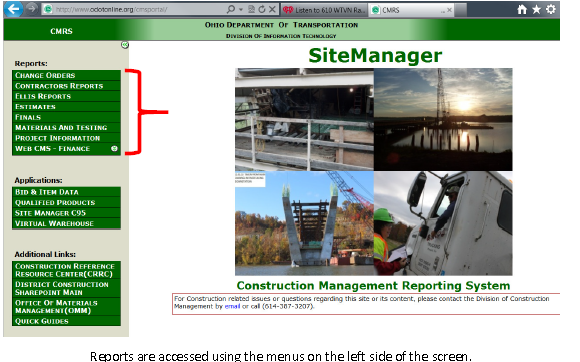 http://www.odotonline.org/cmsportal/
Listen to 610 WTVN Ra...
CMRS
CMRS
OHIO DEPARTMENT OF TRANSPORTATION
DIVISION OF INFORMATION TECHNOLOGY
SiteManager
Reports:
CHANGE ORDERS
CONTRACTORS REPORTS
ELLIS REPORTS
ESTIMATES
FINALS
MATERIALS AND TESTING
PROJECT INFORMATION
WEB CMS - FINANCE
Applications:
BID & ITEM DATA
QUALIFIED PRODUCTS
SITE MANAGER C95
VIRTUAL WAREHOUSE
Additional Links:
CONSTRUCTION REFERENCE
RESOURCE CENTER(CRRC)
DISTRICT CONSTRUCTION
SHAREPOINT MAIN
OFFICE OF MATERIALS
MANAGEMENT(OMM)
QUICK GUIDES
Construction Management Reporting System
For Construction related issues or questions regarding this site or its content, please contact the Division of Construction
Management by email or call (614-387-3207).
Reports are accessed using the menus on the left side of the screen.